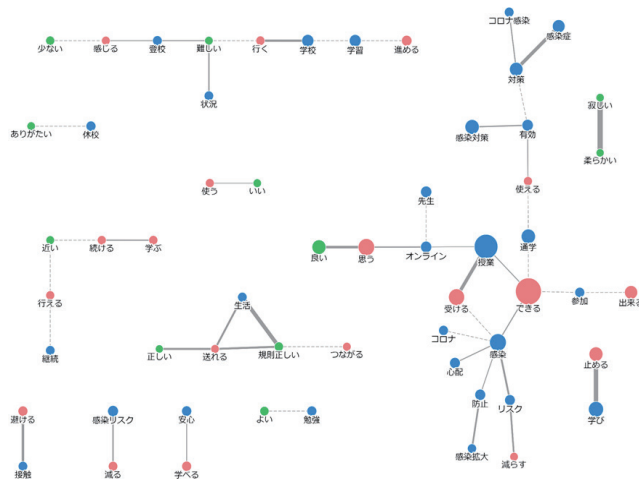 コロナ感染
感染症
少ない
感じる
登校
難しい
行く
学校
学習
進める
対策
状況
寂しい
ありがたい
休校
感染対策
有効
柔らかい
使う
いい
使える
先生
近い
続ける
学ぶ
良い
思う
オンライン
授業
通学
行える
生活
受ける
できる
参加
出来る
コロナ
継続
正しい
送れる
規則正しい
つながる
感染
心配
止める
防止
リスク
避ける
感染リスク
安心
よい
勉強
学び
接触
減る
学べる
感染拡大
減らす